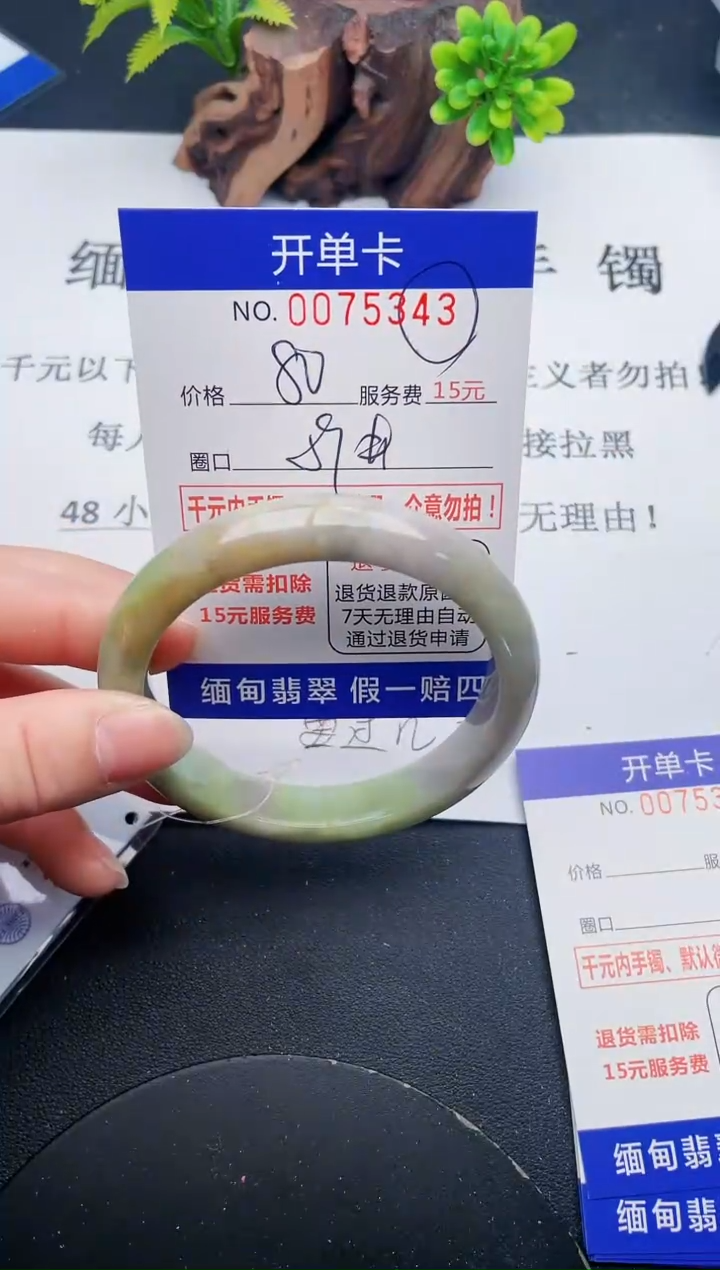 开单卡
缅
手镯
NO. 0075343
千元以下
主义者勿拍！
价格 80 服务费 15元
每人
接拉黑
圈口 59
千元内手镯
介意勿拍！
48 小
无理由！
退货需扣除
15元服务费
退货退款原因
7天无理由自动
通过退货申请
缅甸翡翠 假一赔四
开单卡
NO. 00753
价格 服
圈口
千元内手镯、默认
退货需扣除
15元服务费
缅甸翡翠
缅甸翡